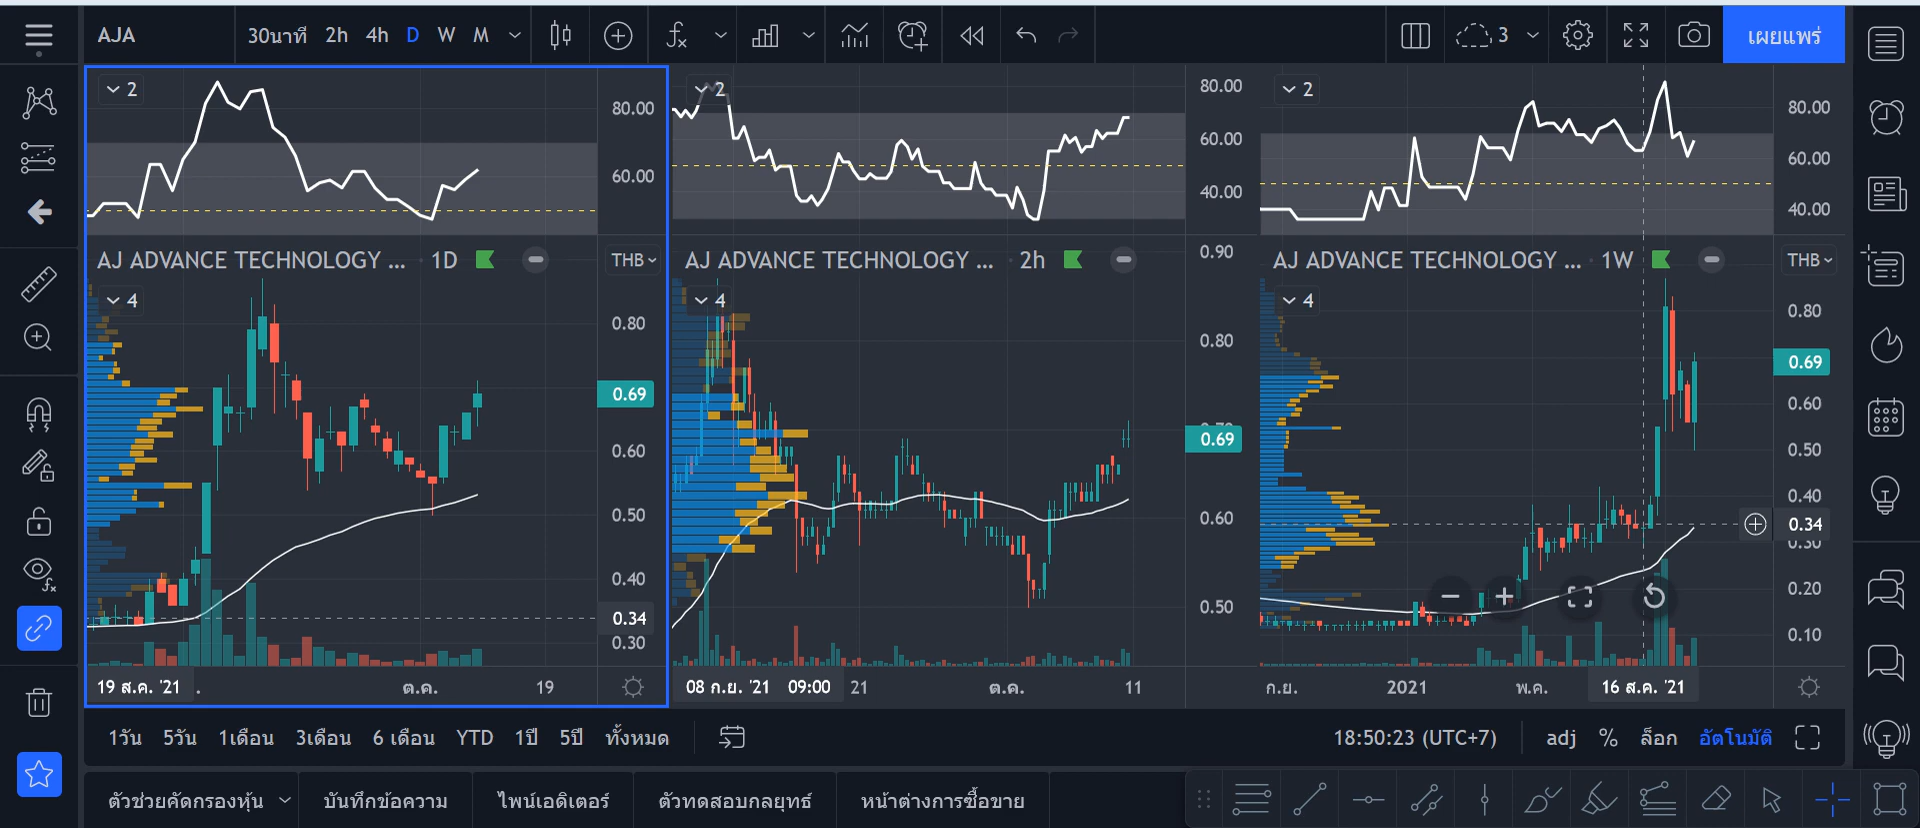 AJA
30นาที 2h 4h D W M
3
เผยแพร่
2
80.00
60.00
AJ ADVANCE TECHNOLOGY ... 1D
THB
4
0.80
0.69
0.60
0.50
0.40
0.34
0.30
19 ส.ค. '21
ต.ค.
19
2
80.00
60.00
40.00
AJ ADVANCE TECHNOLOGY ... · 2h
0.90
4
0.80
0.69
0.60
0.50
08 ก.ย. '21 09:00
21
ต.ค.
11
2
80.00
60.00
40.00
AJ ADVANCE TECHNOLOGY ... · 1W
THB
4
0.80
0.69
0.60
0.50
0.40
0.34
0.30
0.20
0.10
ก.ย.
2021
พ.ค.
16 ส.ค. '21
1วัน 5วัน 1เดือน 3เดือน 6 เดือน YTD 1ปี 5ปี ทั้งหมด
18:50:23 (UTC+7)
adj % ล็อก อัตโนมัติ
ตัวช่วยคัดกรองหุ้น
บันทึกข้อความ
ไพน์เอดิเตอร์
ตัวทดสอบกลยุทธ์
หน้าต่างการซื้อขาย